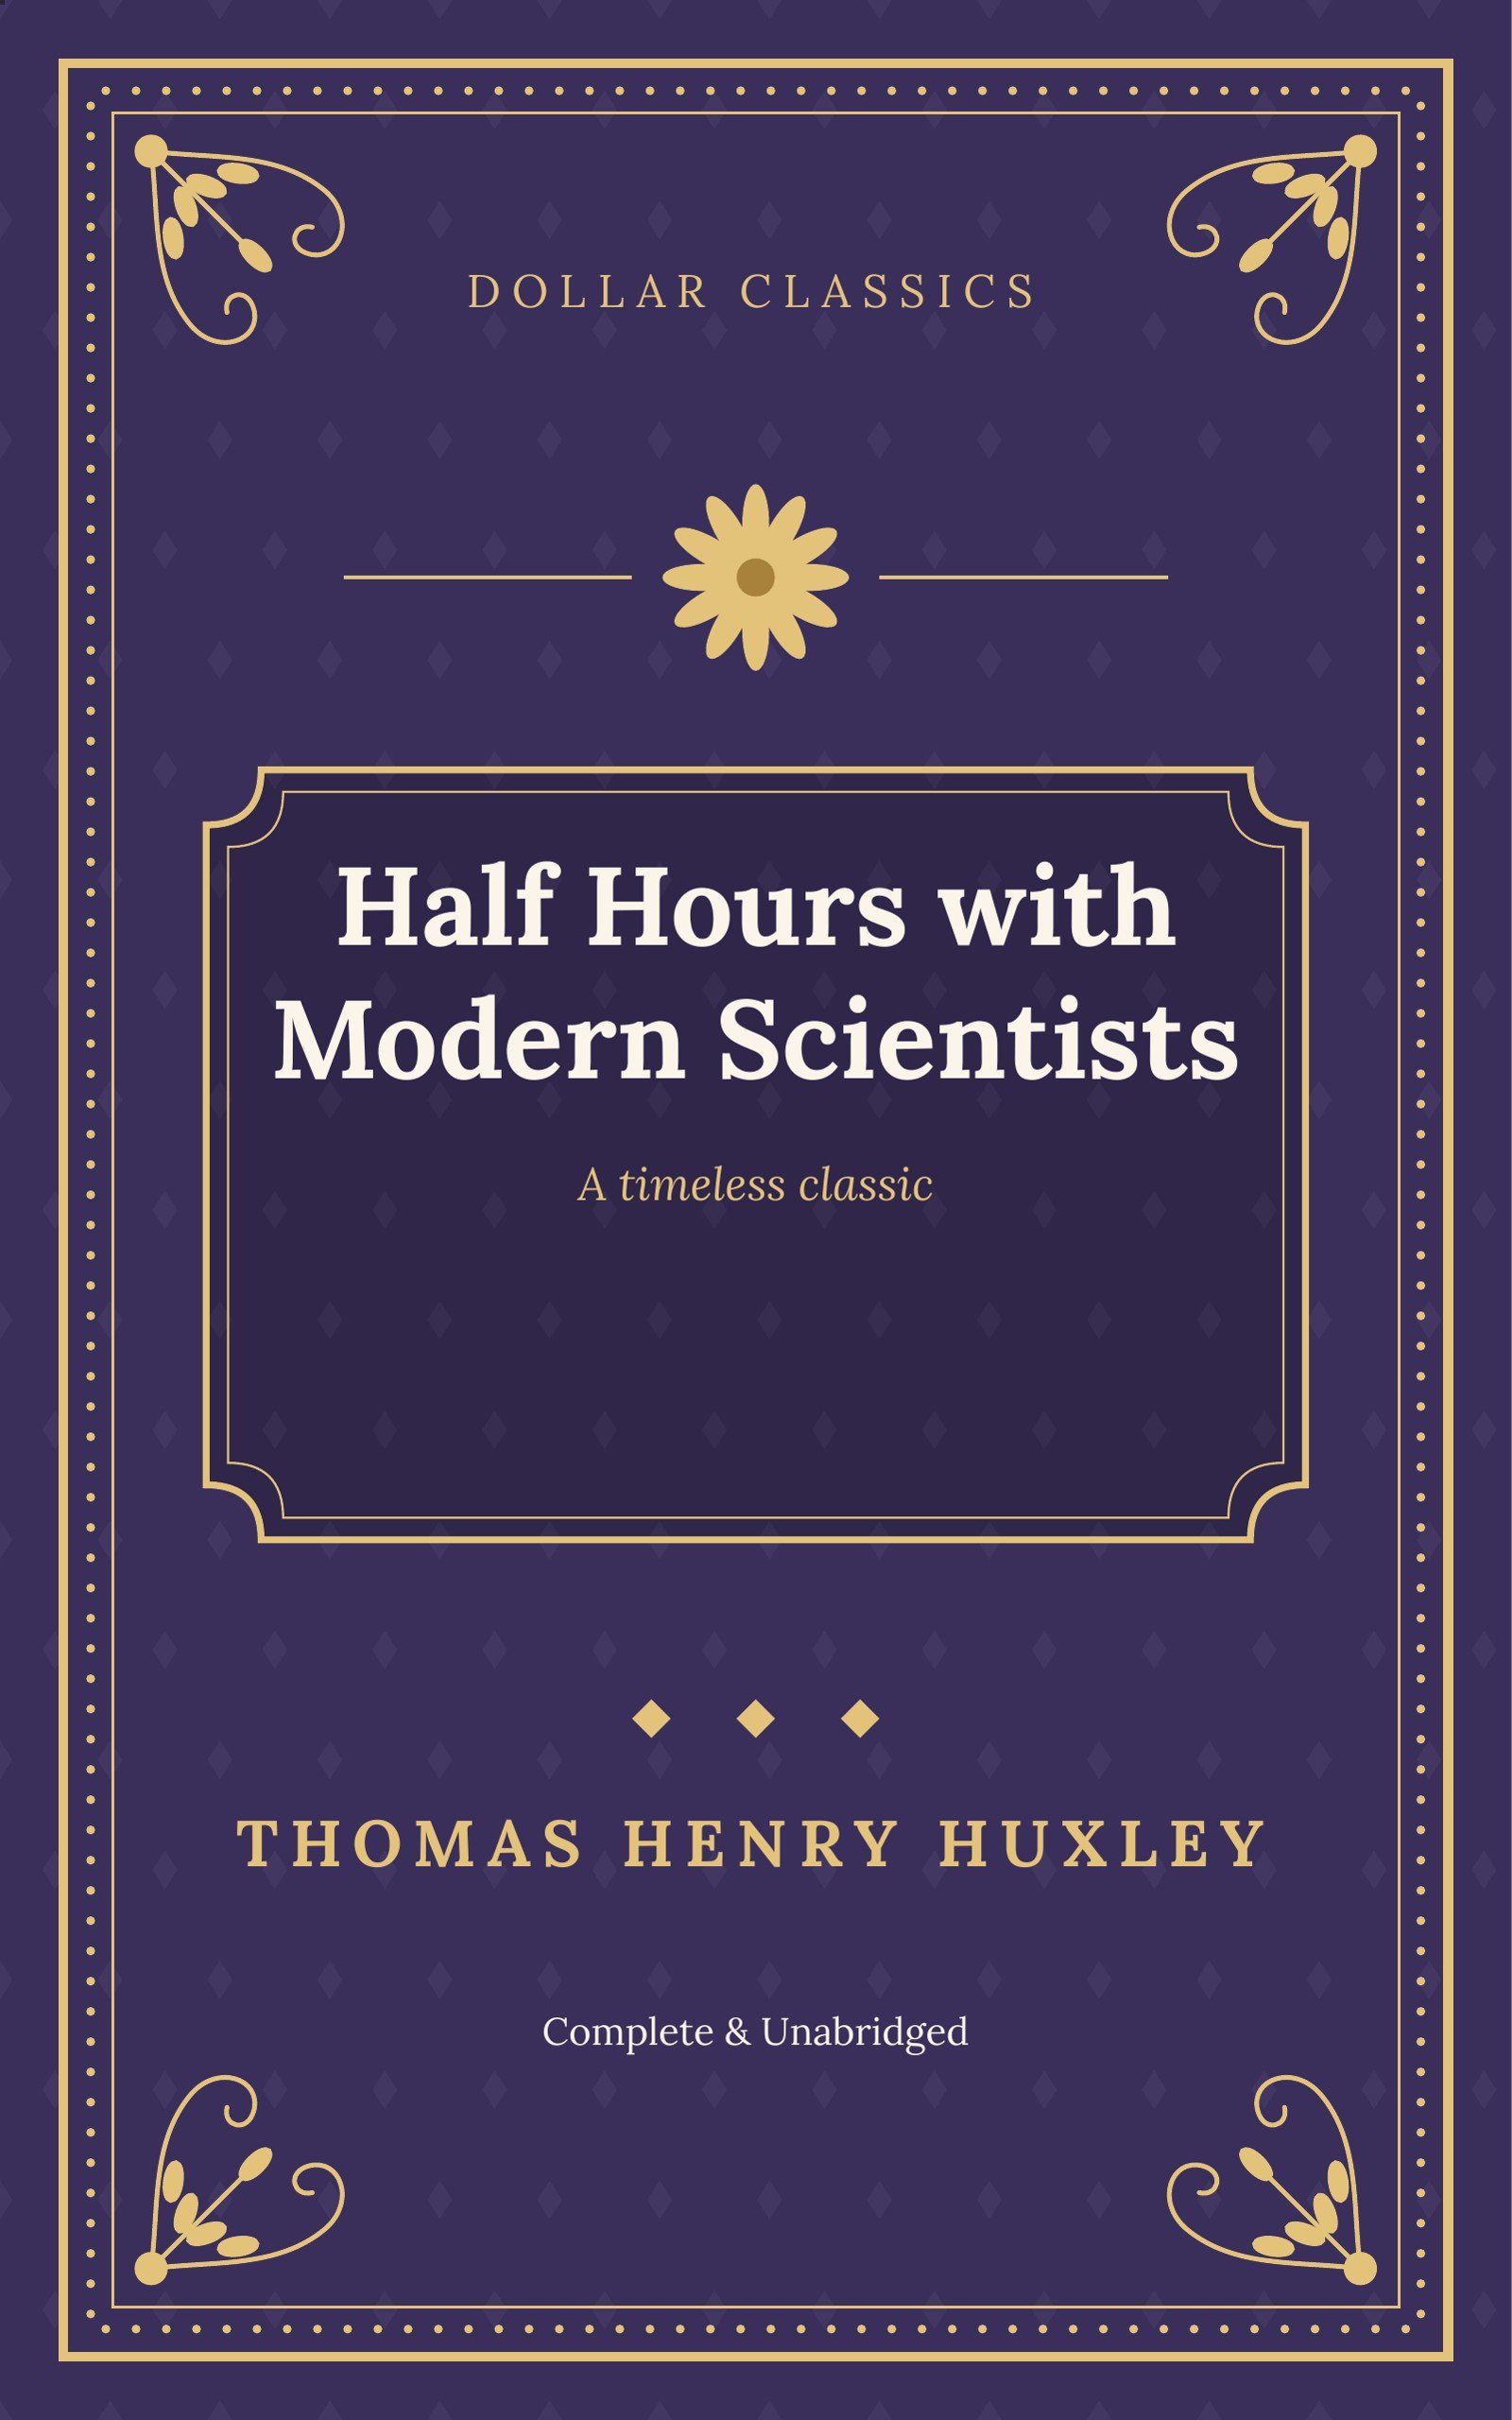 DOLLAR CLASSICS
Half Hours with
Modern Scientists
A timeless classic
THOMAS HENRY HUXLEY
Complete & Unabridged